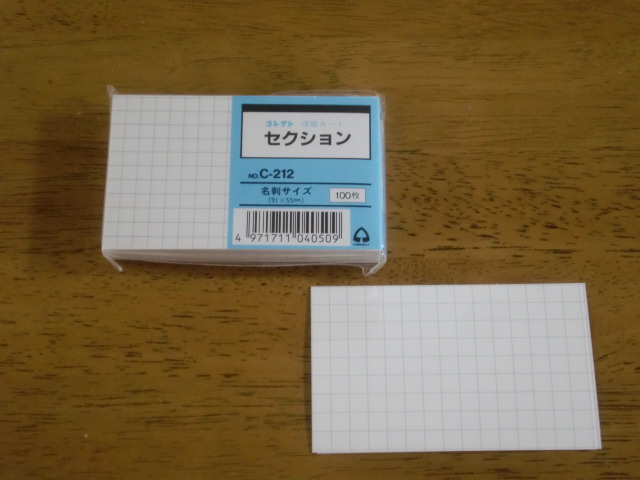 コレクト 情報カード
セクション
NO.C-212
名刺サイズ
(91×55mm)
100枚
4 971711 040509